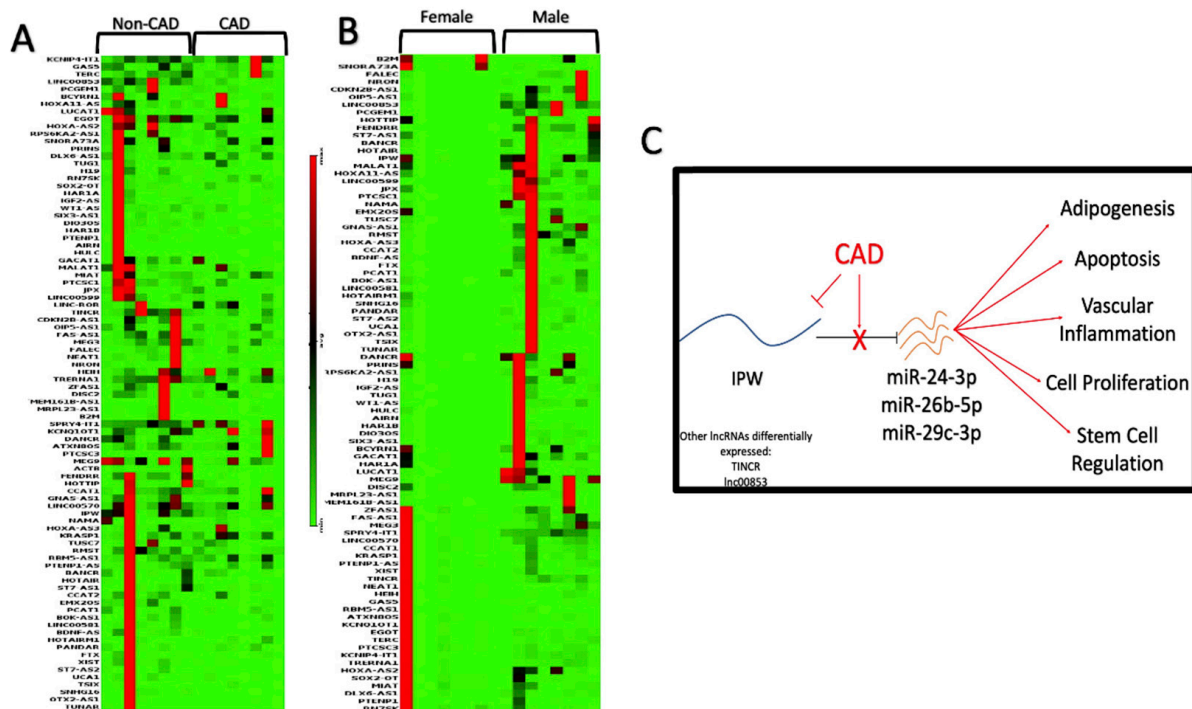 A
Non-CAD
CAD
KCNIP4-IT1
GAS5
TERC
LINC00853
PCGEM1
BCYRN1
HOXA11-AS
LUCAT1
EGOT
HOXA-AS2
RPS6KA2-AS1
SNORA73A
PRINS
DLX6-AS1
TUG1
H19
RN7SK
SOX2-OT
HAR1A
IGF2-AS
WT1-AS
SIX3-AS1
DIO3OS
HAR1B
PTENP1
AIRN
HULC
GACAT1
MALAT1
MIAT
PTCSC1
JPX
LINC00599
LINC-ROR
TINCR
CDKN2B-AS1
OIP5-AS1
FAS-AS1
MEG3
FALEC
NEAT1
NRON
HEIH
TRERNA1
ZFAS1
DISC2
MEM161B-AS1
MRPL23-AS1
B2M
SPRY4-IT1
KCNQ1OT1
DANCR
ATXN8OS
PTCSC3
MEG9
ACTR
FENDRR
HOTTIP
CCAT1
GNAS-AS1
LINC00570
IPW
NAMA
HOXA-AS3
KRASP1
TUSC7
RMST
RBM5-AS1
PTENP1-AS
BANCR
HOTAIR
ST7-AS1
CCAT2
EMX2OS
PCAT1
BOK-AS1
LINC00581
BDNF-AS
HOTAIRM1
PANDAR
FTX
XIST
ST7-AS2
UCA1
TSIX
SNHG16
OTX2-AS1
TUNAR
B
Female
Male
B2M
SNORA73A
FALEC
NRON
CDKN2B-AS1
OIP5-AS1
LINC00853
PCGEM1
HOTTIP
FENDRR
ST7-AS1
BANCR
HOTAIR
IPW
MALAT1
HOXA11-AS
LINC00599
JPX
PTCSC1
NAMA
EMX2OS
TUSC7
GNAS-AS1
RMST
HOXA-AS3
CCAT2
BDNF-AS
FTX
PCAT1
BOK-AS1
LINC00581
HOTAIRM1
SNHG16
PANDAR
ST7-AS2
UCA1
OTX2-AS1
TSIX
TUNAR
DANCR
PRINS
RPS6KA2-AS1
H19
IGF2-AS
TUG1
WT1-AS
HULC
AIRN
HAR1B
DIO3OS
SIX3-AS1
BCYRN1
GACAT1
HAR1A
LUCAT1
MEG9
DISC2
MRPL23-AS1
MEM161B-AS1
ZFAS1
FAS-AS1
MEG3
SPRY4-IT1
LINC00570
CCAT1
KRASP1
PTENP1-AS
XIST
TINCR
NEAT1
HEIH
GAS5
RBM5-AS1
ATXN8OS
KCNQ1OT1
EGOT
TERC
PTCSC3
KCNIP4-IT1
TRERNA1
HOXA-AS2
SOX2-OT
MIAT
DLX6-AS1
PTENP1
RN7SK
C
CAD
X
IPW
miR-24-3p
miR-26b-5p
miR-29c-3p
Other lncRNAs differentially
expressed:
TINCR
lnc00853
Adipogenesis
Apoptosis
Vascular
Inflammation
Cell Proliferation
Stem Cell
Regulation